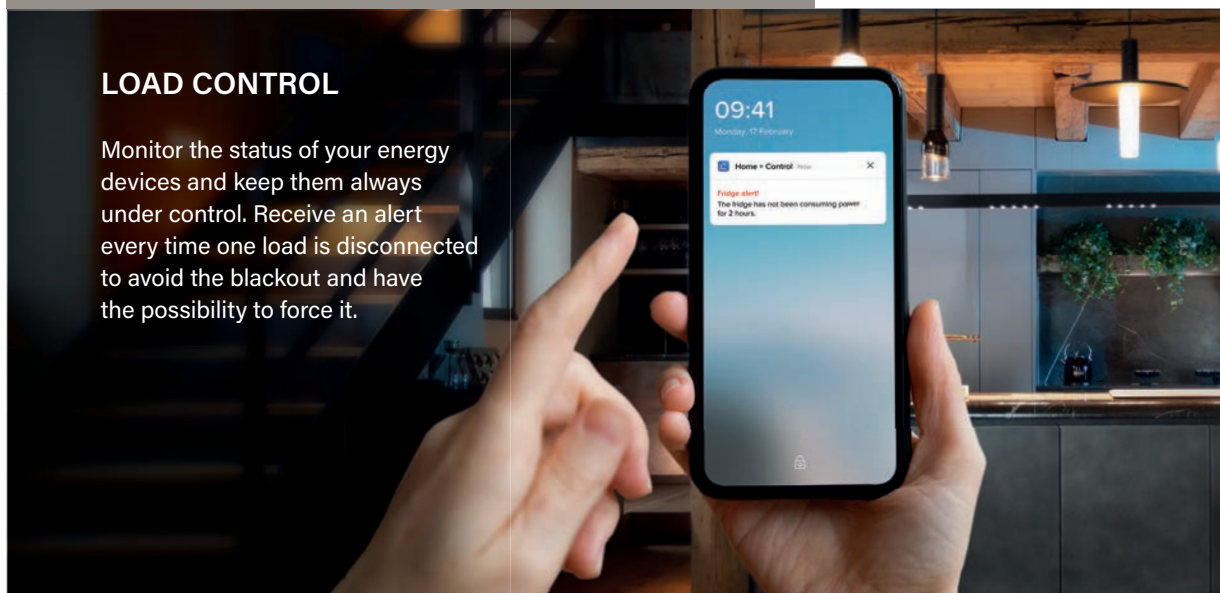 LOAD CONTROL
Monitor the status of your energy
devices and keep them always
under control. Receive an alert
every time one load is disconnected
to avoid the blackout and have
the possibility to force it.
09:41
Monday, 17 February
Home + Control Now
Fridge alert!
The fridge has not been consuming power
for 2 hours.